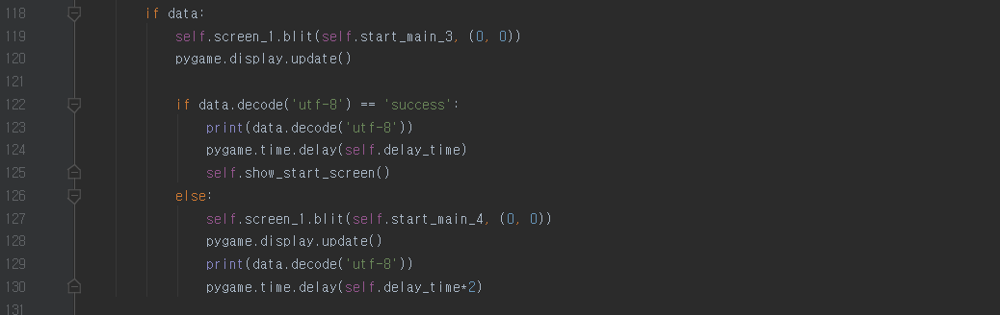 118 if data:
119 self.screen_1.blit(self.start_main_3, (0, 0))
120 pygame.display.update()
121
122 if data.decode('utf-8') == 'success':
123 print(data.decode('utf-8'))
124 pygame.time.delay(self.delay_time)
125 self.show_start_screen()
126 else:
127 self.screen_1.blit(self.start_main_4, (0, 0))
128 pygame.display.update()
129 print(data.decode('utf-8'))
130 pygame.time.delay(self.delay_time*2)
131